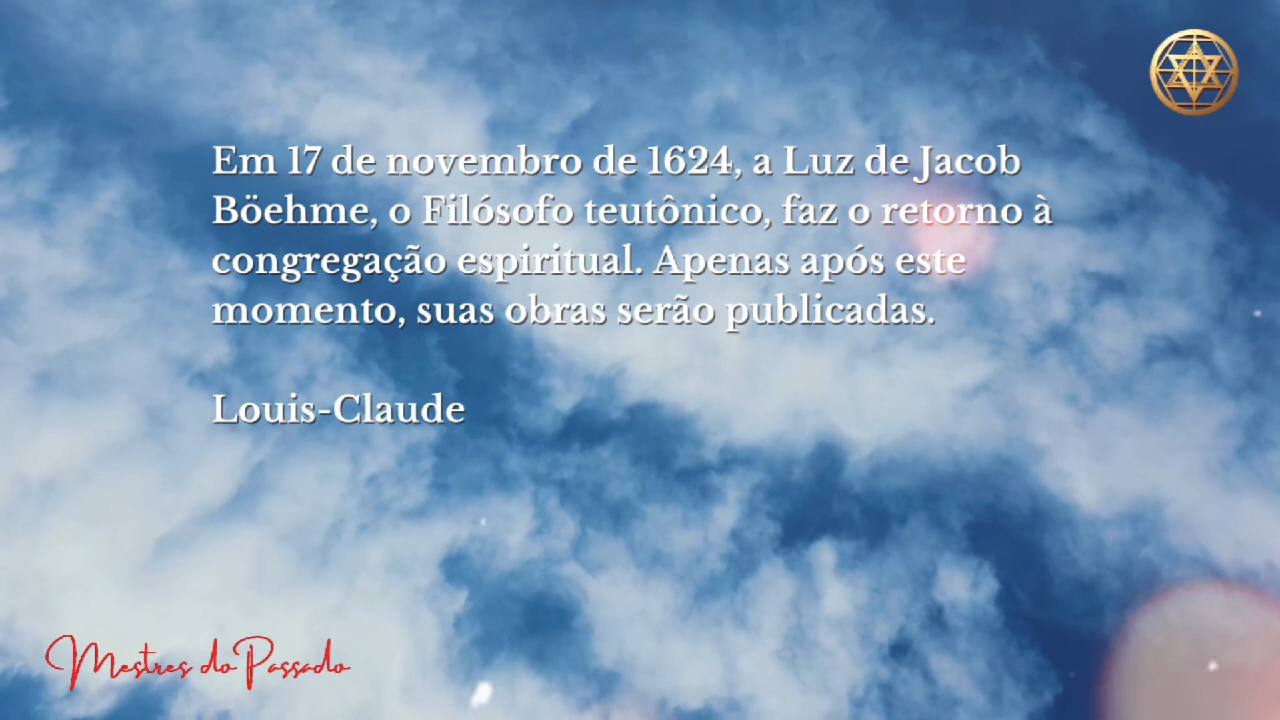 Em 17 de novembro de 1624, a Luz de Jacob
Böehme, o Filósofo teutônico, faz o retorno à
congregação espiritual. Apenas após este
momento, suas obras serão publicadas.
Louis-Claude
Mestres do Passado